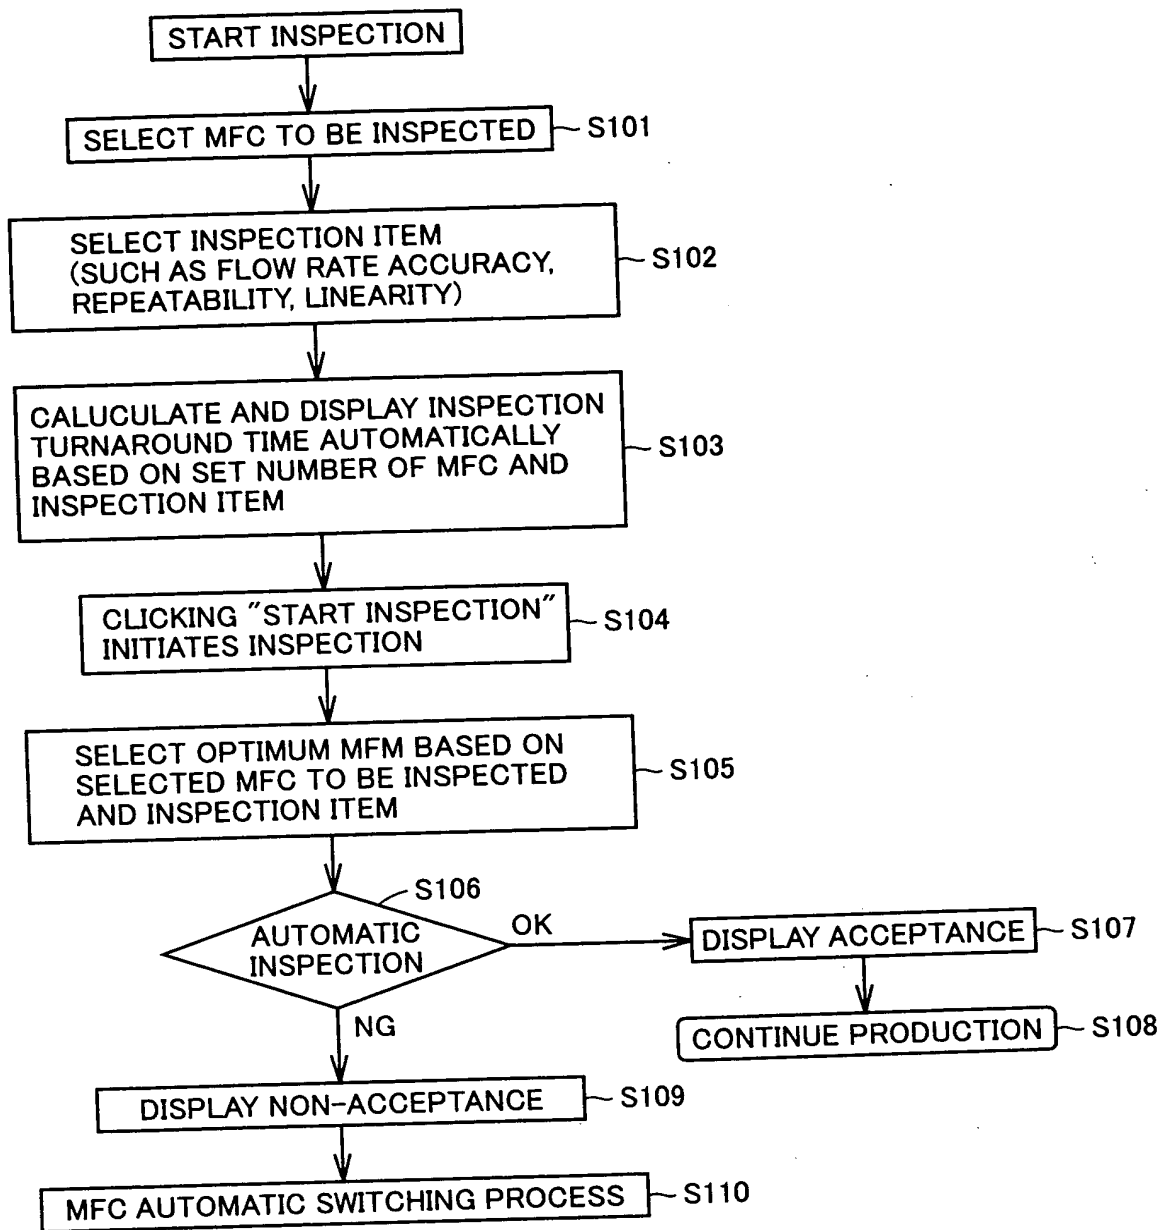 START INSPECTION
SELECT MFC TO BE INSPECTED
S101
SELECT INSPECTION ITEM
(SUCH AS FLOW RATE ACCURACY,
REPEATABILITY, LINEARITY)
S102
CALUCULATE AND DISPLAY INSPECTION
TURNAROUND TIME AUTOMATICALLY
BASED ON SET NUMBER OF MFC AND
INSPECTION ITEM
S103
CLICKING "START INSPECTION"
INITIATES INSPECTION
S104
SELECT OPTIMUM MFM BASED ON
SELECTED MFC TO BE INSPECTED
AND INSPECTION ITEM
S105
S106
AUTOMATIC
INSPECTION
OK
DISPLAY ACCEPTANCE
S107
CONTINUE PRODUCTION
S108
NG
DISPLAY NON-ACCEPTANCE
S109
MFC AUTOMATIC SWITCHING PROCESS
S110